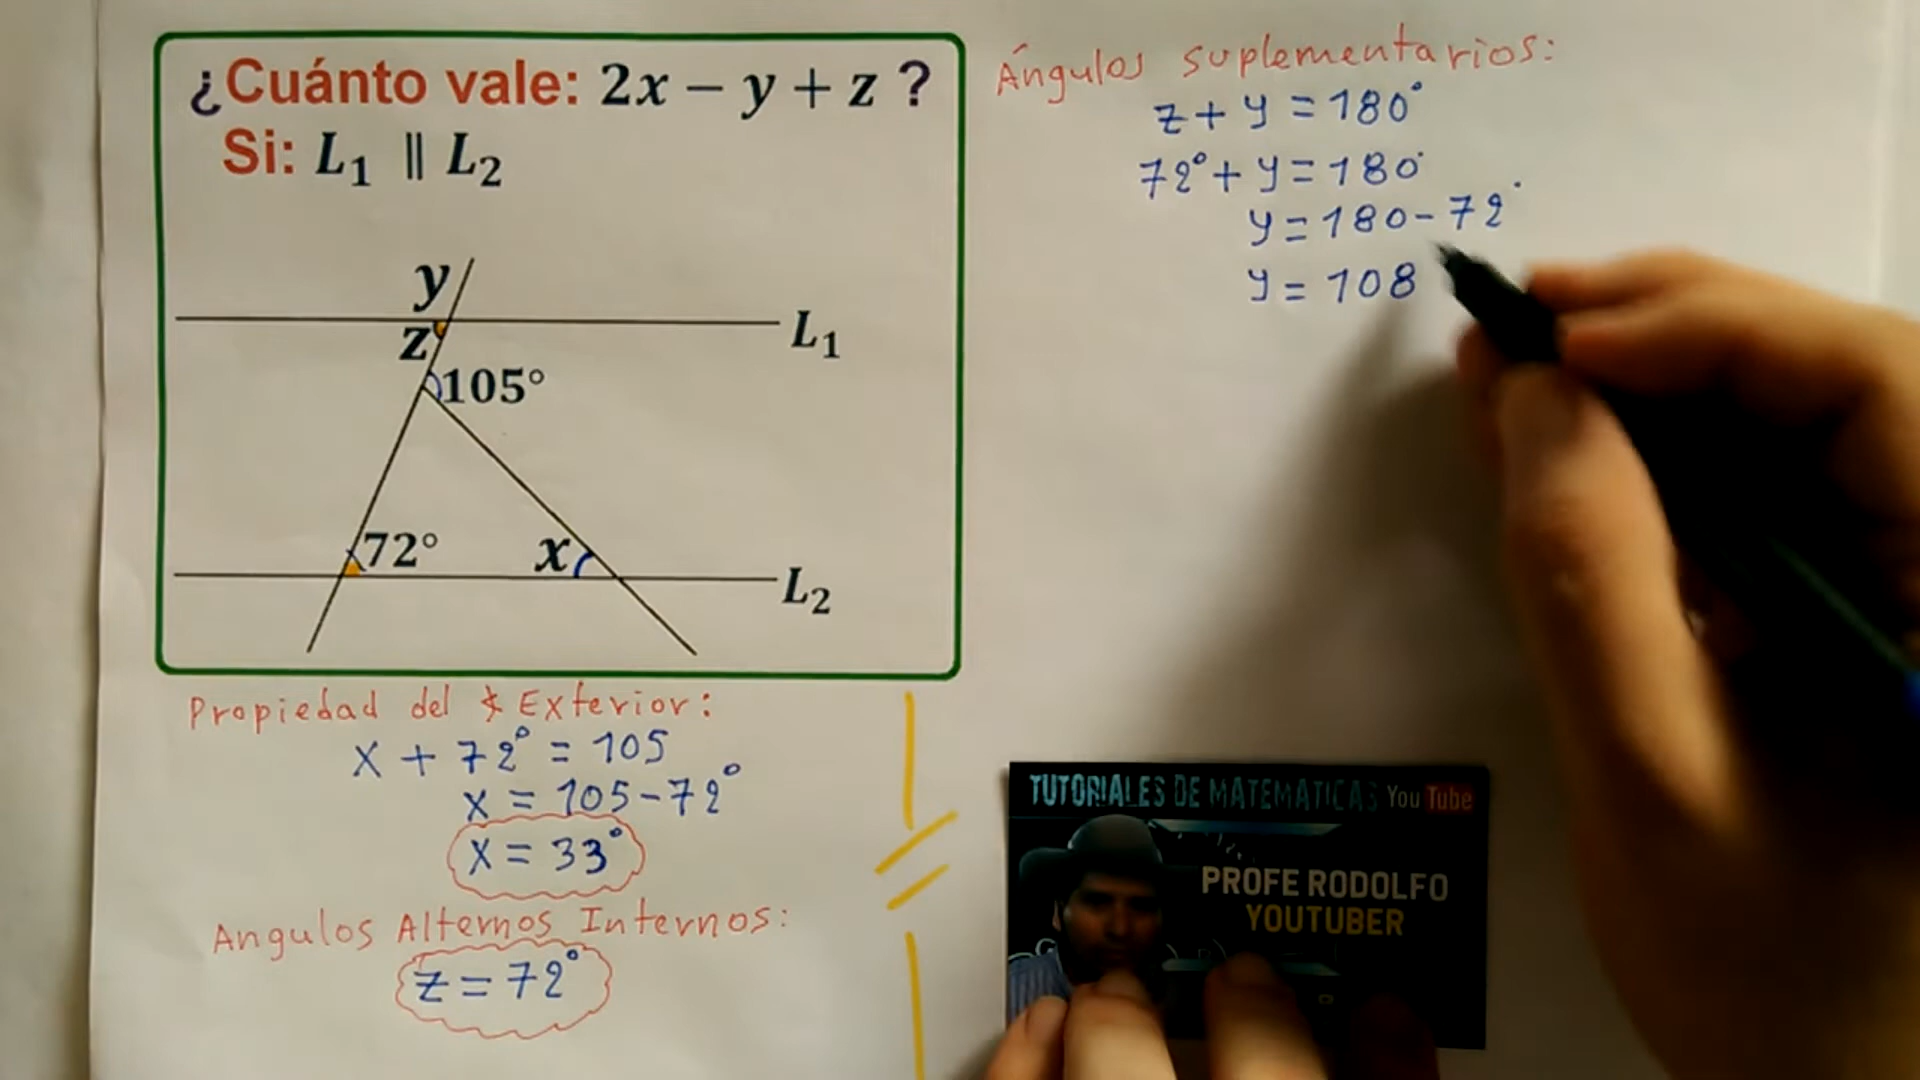 ¿Cuánto vale: 2x − y + z ?
Si: L₁ ∥ L₂
y
L₁
z
105°
72°
x
L₂
Propiedad del ∡ Exterior:
x + 72° = 105
x = 105-72°
x = 33°
Angulos Alternos Internos:
z = 72°
Ángulos suplementarios:
z + y = 180°
72° + y = 180°
y = 180-72°
y = 108
TUTORIALES DE MATEMÁTICAS YouTube
PROFE RODOLFO
YOUTUBER